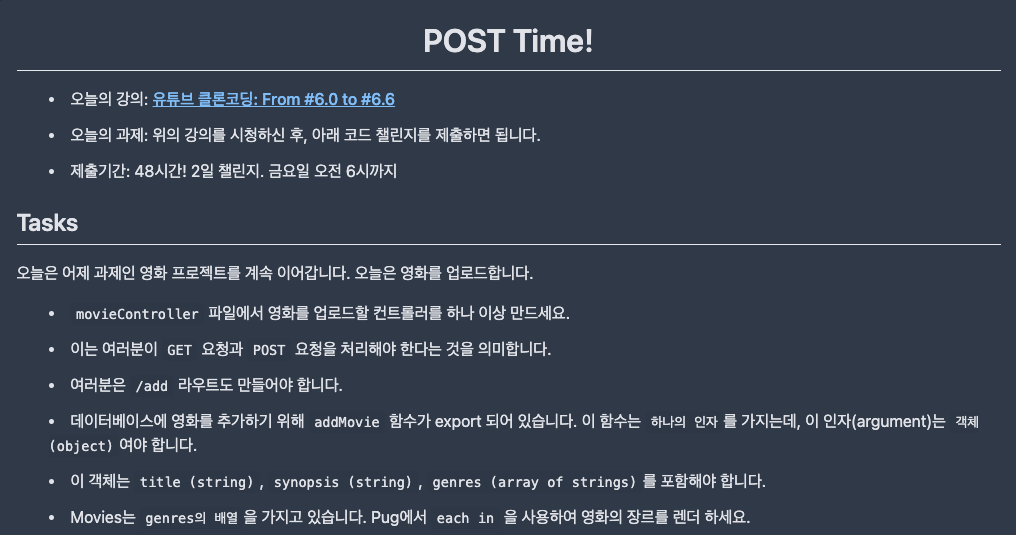 POST Time!
오늘의 강의: 유튜브 클론코딩: From #6.0 to #6.6
오늘의 과제: 위의 강의를 시청하신 후, 아래 코드 챌린지를 제출하면 됩니다.
제출기간: 48시간! 2일 챌린지. 금요일 오전 6시까지
Tasks
오늘은 어제 과제인 영화 프로젝트를 계속 이어갑니다. 오늘은 영화를 업로드합니다.
movieController 파일에서 영화를 업로드할 컨트롤러를 하나 이상 만드세요.
이는 여러분이 GET 요청과 POST 요청을 처리해야 한다는 것을 의미합니다.
여러분은 /add 라우트도 만들어야 합니다.
데이터베이스에 영화를 추가하기 위해 addMovie 함수가 export 되어 있습니다. 이 함수는 하나의 인자 를 가지는데, 이 인자(argument)는 객체
(object) 여야 합니다.
이 객체는 title (string) , synopsis (string) , genres (array of strings) 를 포함해야 합니다.
Movies는 genres의 배열 을 가지고 있습니다. Pug에서 each in 을 사용하여 영화의 장르를 렌더 하세요.